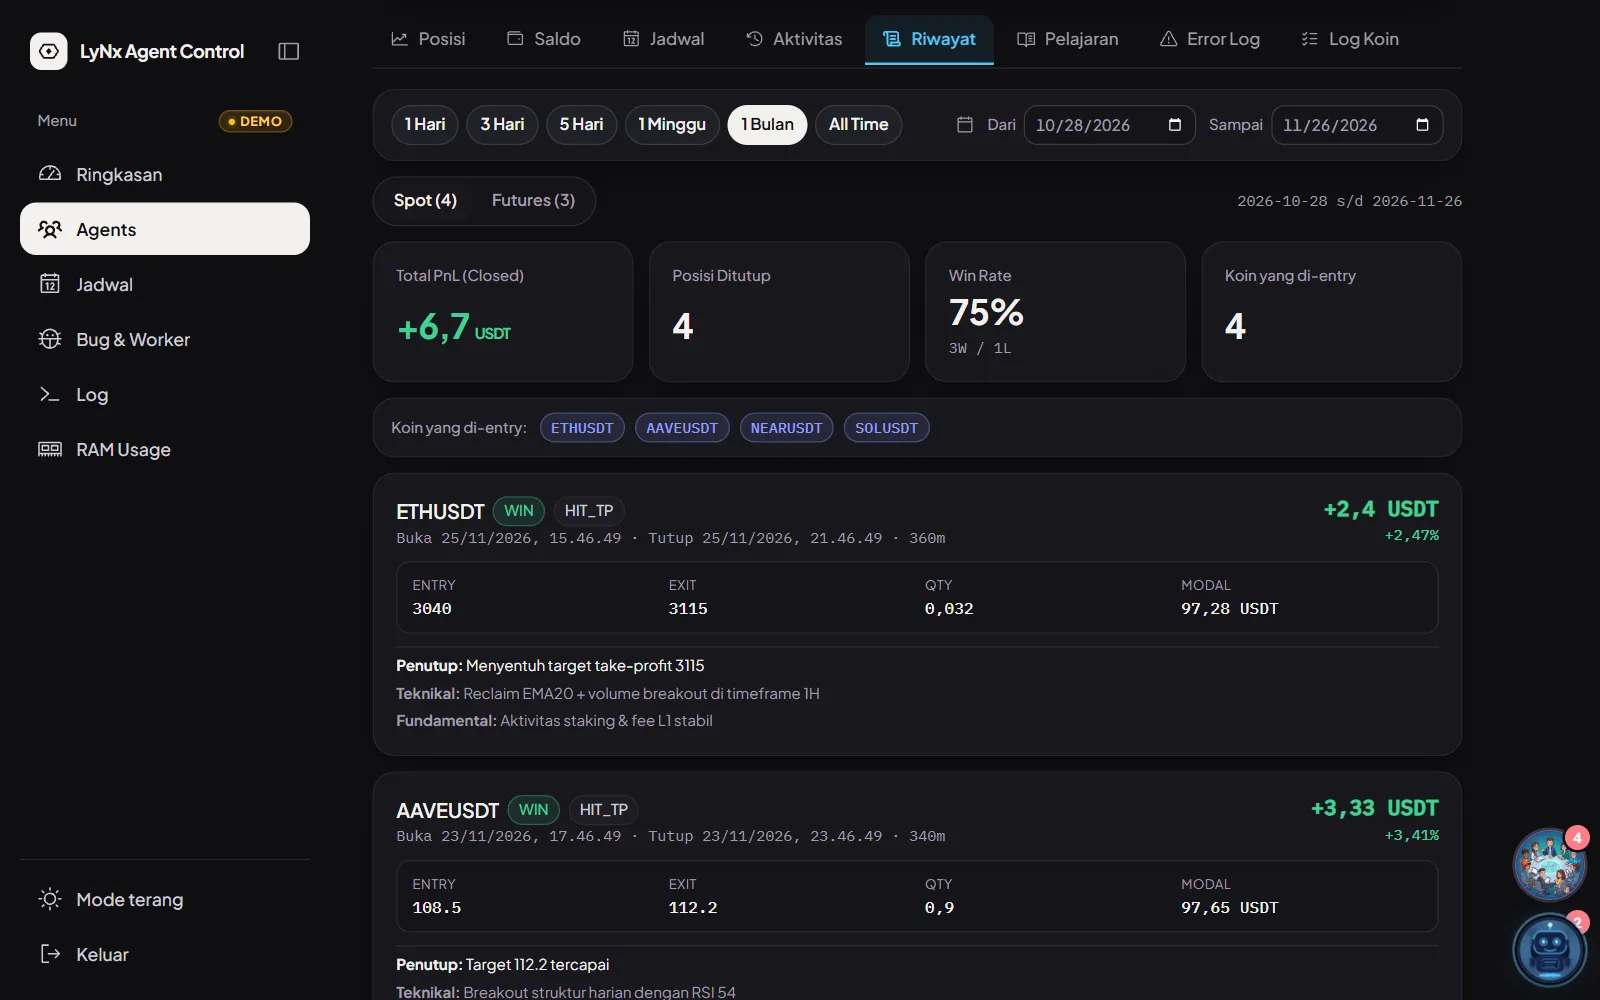 LyNx Agent Control
Menu
DEMO
Ringkasan
Agents
Jadwal
Bug & Worker
Log
RAM Usage
Mode terang
Keluar
Posisi
Saldo
Jadwal
Aktivitas
Riwayat
Pelajaran
Error Log
Log Koin
1 Hari
3 Hari
5 Hari
1 Minggu
1 Bulan
All Time
Dari
10/28/2026
Sampai
11/26/2026
Spot (4)
Futures (3)
2026-10-28 s/d 2026-11-26
Total PnL (Closed)
+6,7 USDT
Posisi Ditutup
4
Win Rate
75%
3W / 1L
Koin yang di-entry
4
Koin yang di-entry:
ETHUSDT
AAVEUSDT
NEARUSDT
SOLUSDT
ETHUSDT WIN HIT_TP
+2,4 USDT
Buka 25/11/2026, 15.46.49 · Tutup 25/11/2026, 21.46.49 · 360m
+2,47%
ENTRY
3040
EXIT
3115
QTY
0,032
MODAL
97,28 USDT
Penutup: Menyentuh target take-profit 3115
Teknikal: Reclaim EMA20 + volume breakout di timeframe 1H
Fundamental: Aktivitas staking & fee L1 stabil
AAVEUSDT WIN HIT_TP
+3,33 USDT
Buka 23/11/2026, 17.46.49 · Tutup 23/11/2026, 23.46.49 · 340m
+3,41%
ENTRY
108.5
EXIT
112.2
QTY
0,9
MODAL
97,65 USDT
Penutup: Target 112.2 tercapai
Teknikal: Breakout struktur harian dengan RSI 54
4
2